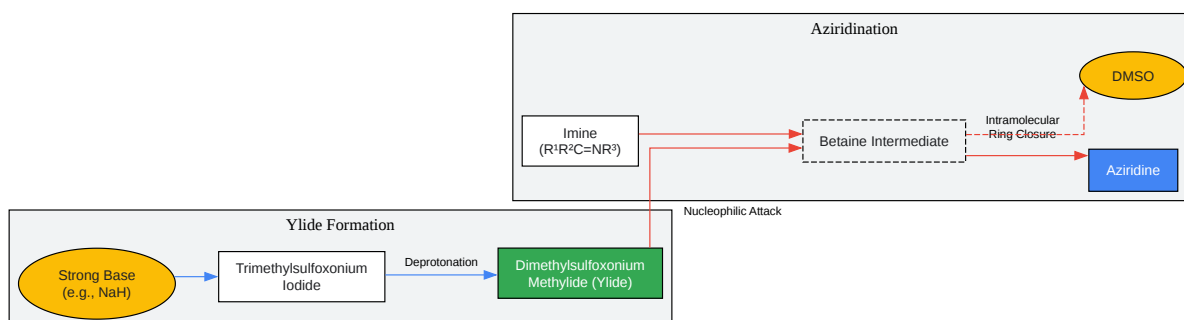 Aziridination
DMSO
Imine
(R¹R²C=NR³)
Betaine Intermediate
Intramolecular
Ring Closure
Aziridine
Nucleophilic Attack
Ylide Formation
Strong Base
(e.g., NaH)
Trimethylsulfoxonium
Iodide
Deprotonation
Dimethylsulfoxonium
Methylide (Ylide)